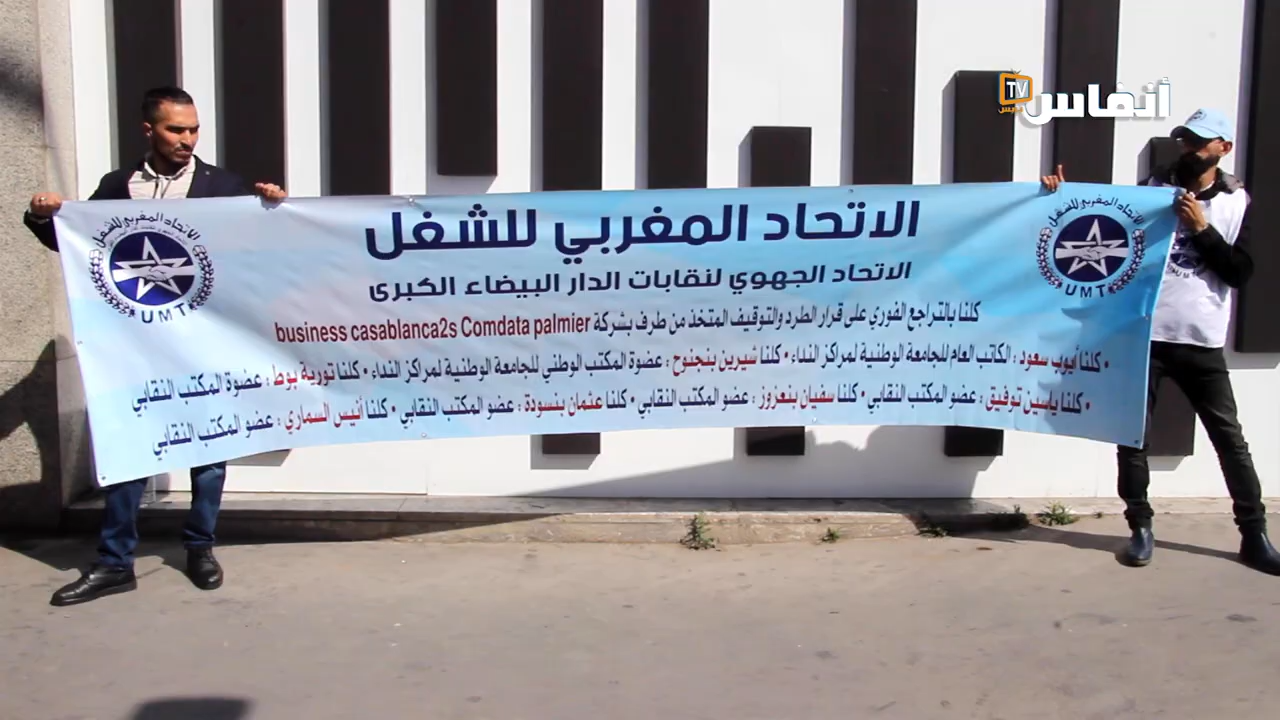 أنفاس
TV
بريس
الاتحاد المغربي للشغل
الاتحاد الجهوي لنقابات الدار البيضاء الكبرى
كلنا بالتراجع الفوري على قرار الطرد والتوقيف المتخذ من طرف بشركة business casablanca2s Comdata palmier
• كلنا أيوب سعود : الكاتب العام للجامعة الوطنية لمراكز النداء • كلنا شيرين بنجنوح : عضوة المكتب الوطني للجامعة الوطنية لمراكز النداء • كلنا تورية بوط : عضوة المكتب النقابي
• كلنا ياسين توفيق : عضو المكتب النقابي • كلنا سفيان بنعزوز : عضو المكتب النقابي • كلنا عثمان بنسودة : عضو المكتب النقابي • كلنا أنيس السماري : عضو المكتب النقابي
الاتحاد المغربي للشغل
UMT
الاتحاد المغربي للشغل
UMT
UMT